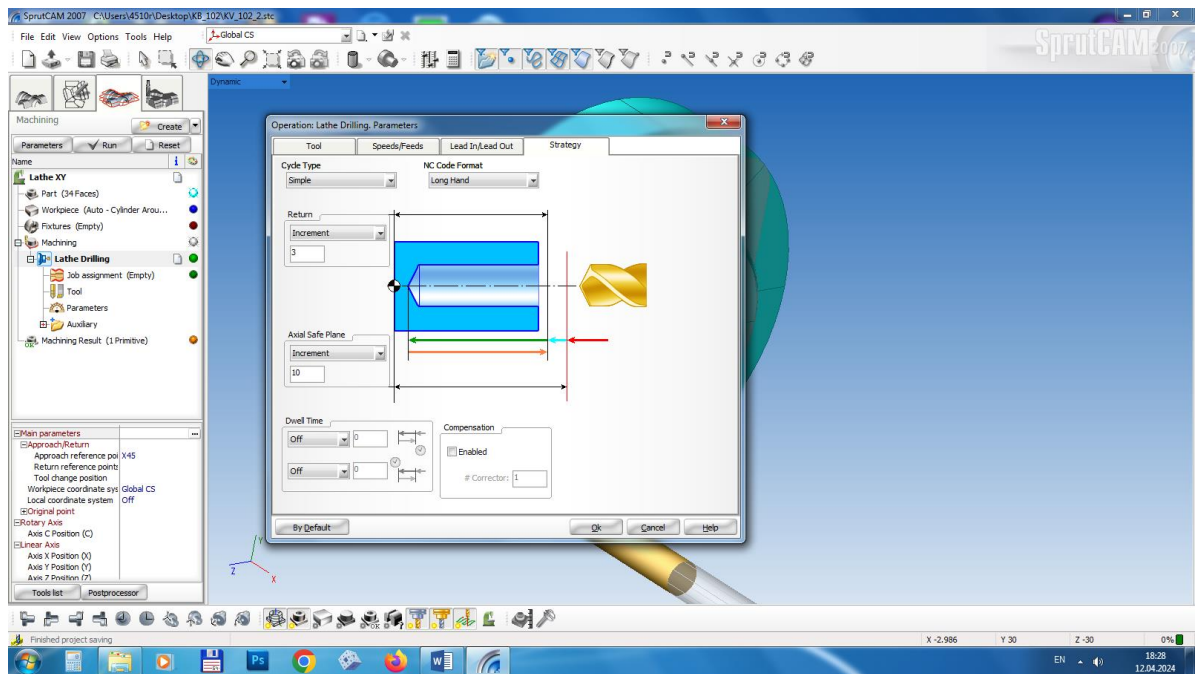 SprutCAM 2007 C:\Users\4510r\Desktop\KB_102\KV_102_2.stc
File Edit View Options Tools Help
Global CS
SprutCAM 2007
Dynamic
Machining
Create
Parameters Run Reset
Name
Lathe XY
Part (34 Faces)
Workpiece (Auto - Cylinder Arou...
Fixtures (Empty)
Machining
Lathe Drilling
Job assignment (Empty)
Tool
Parameters
Auxiliary
Machining Result (1 Primitive)
Main parameters
Approach/Return
Approach reference poi X45
Return reference points
Tool change position
Workpiece coordinate sys Global CS
Local coordinate system Off
Original point
Rotary Axis
Axis C Position (C)
Linear Axis
Axis X Position (X)
Axis Y Position (Y)
Axis Z Position (Z)
Tools list Postprocessor
Operation: Lathe Drilling. Parameters
Tool Speeds/Feeds Lead In/Lead Out Strategy
Cycle Type NC Code Format
Simple Long Hand
Return
Increment
3
Axial Safe Plane
Increment
10
Dwell Time
Off 0
Off 0
Compensation
Enabled
# Corrector: 1
By Default Ok Cancel Help
Y
Z
X
Finished project saving X -2.986 Y 30 Z -30 0%
Ps
EN 18:28
12.04.2024